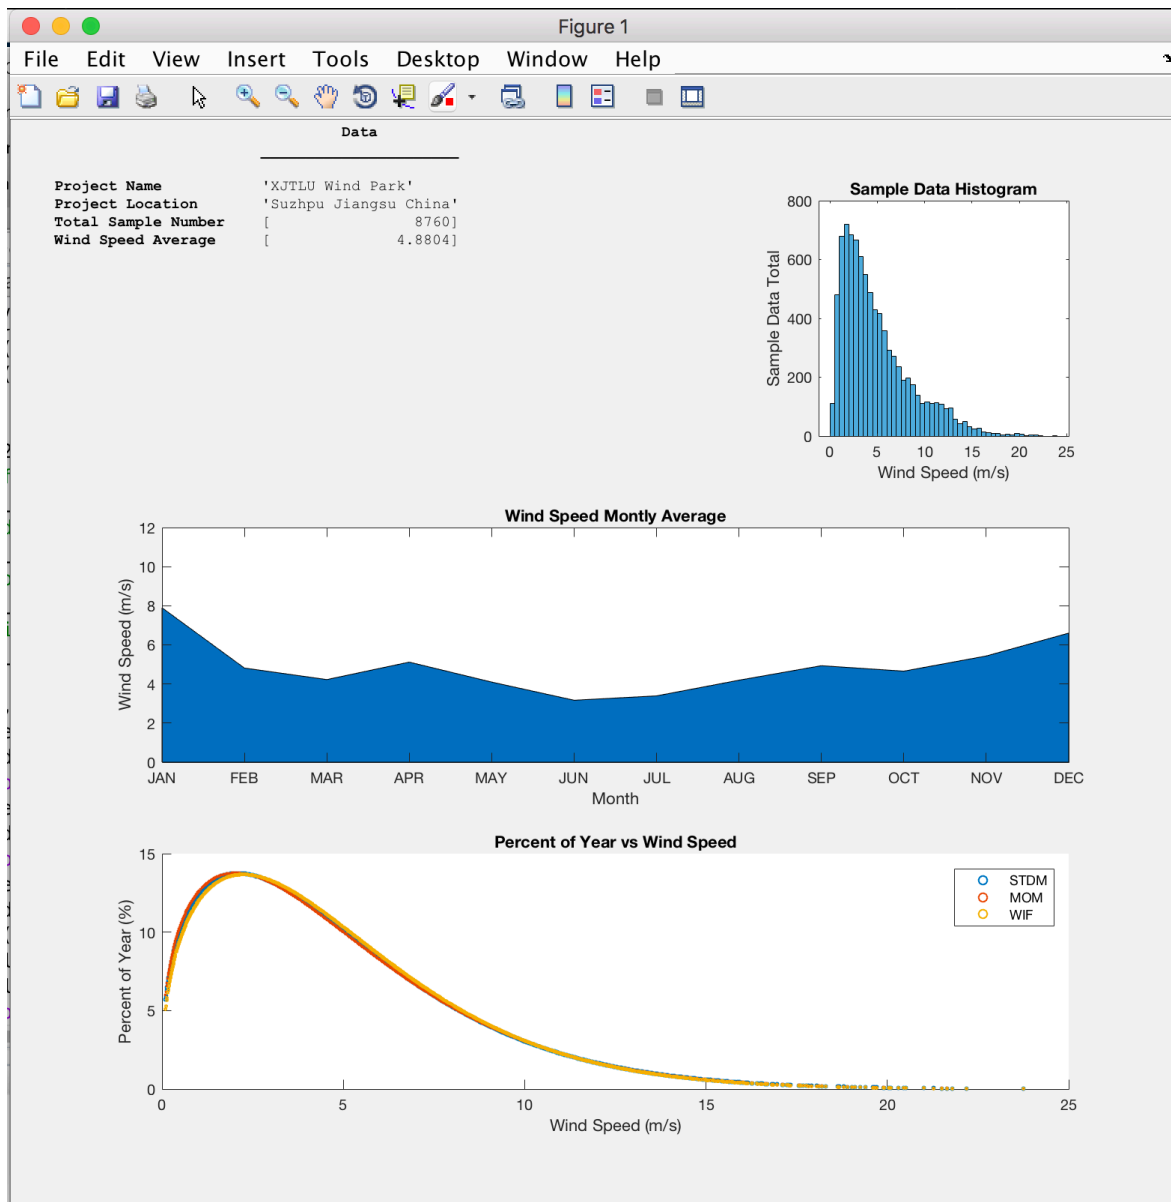 Figure 1
File Edit View Insert Tools Desktop Window Help
Data
Project Name 'XJTLU Wind Park'
Project Location 'Suzhpu Jiangsu China'
Total Sample Number [ 8760]
Wind Speed Average [ 4.8804]
Sample Data Histogram
800
600
400
200
0
Sample Data Total
0 5 10 15 20 25
Wind Speed (m/s)
Wind Speed Montly Average
12
10
8
6
4
2
0
Wind Speed (m/s)
JAN FEB MAR APR MAY JUN JUL AUG SEP OCT NOV DEC
Month
Percent of Year vs Wind Speed
15
10
5
0
Percent of Year (%)
STDM
MOM
WIF
0 5 10 15 20 25
Wind Speed (m/s)